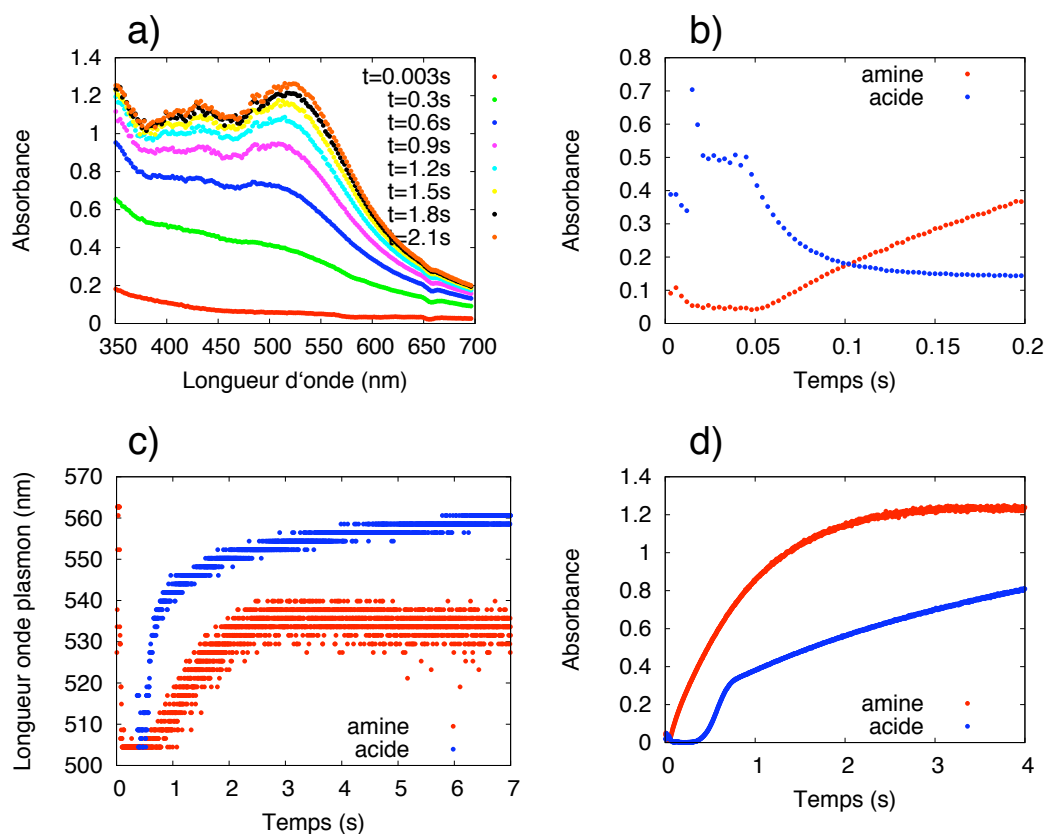 a)
Absorbance
1.4
1.2
1
0.8
0.6
0.4
0.2
0
350 400 450 500 550 600 650 700
Longueur d‘onde (nm)
t=0.003s
t=0.3s
t=0.6s
t=0.9s
t=1.2s
t=1.5s
t=1.8s
t=2.1s
b)
Absorbance
0.8
0.7
0.6
0.5
0.4
0.3
0.2
0.1
0
0 0.05 0.1 0.15 0.2
Temps (s)
amine
acide
c)
Longueur onde plasmon (nm)
570
560
550
540
530
520
510
500
0 1 2 3 4 5 6 7
Temps (s)
amine
acide
d)
Absorbance
1.4
1.2
1
0.8
0.6
0.4
0.2
0
0 1 2 3 4
Temps (s)
amine
acide